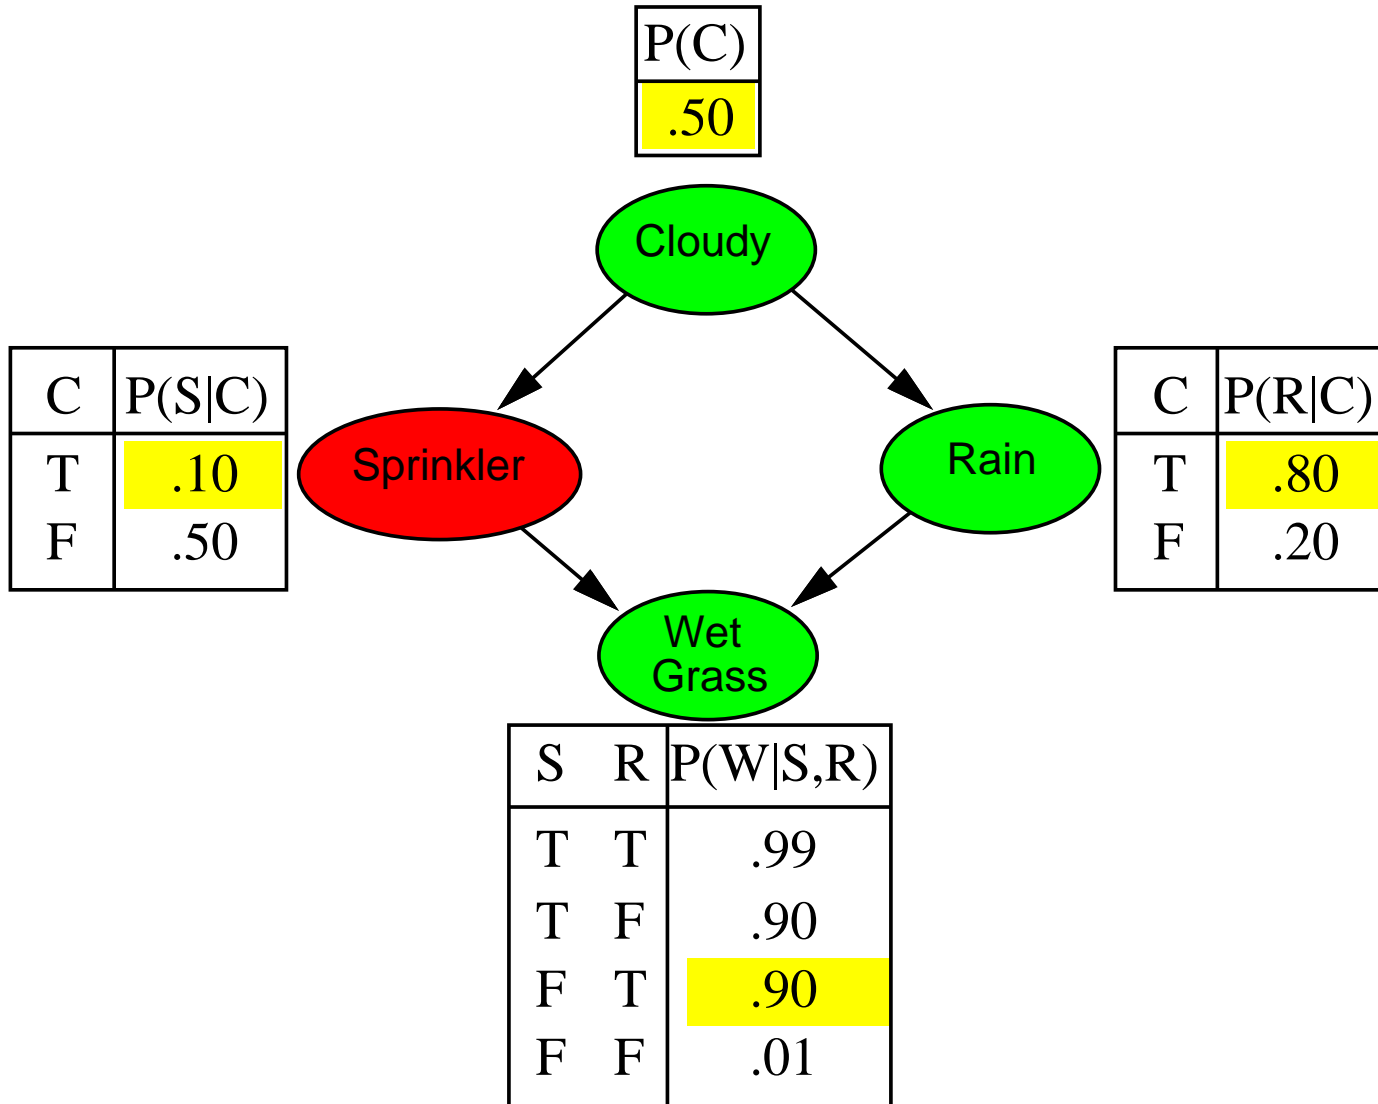 P(C)
.50
Cloudy
C P(S|C)
T .10
F .50
Sprinkler
Rain
C P(R|C)
T .80
F .20
Wet
Grass
S R P(W|S,R)
T T .99
T F .90
F T .90
F F .01